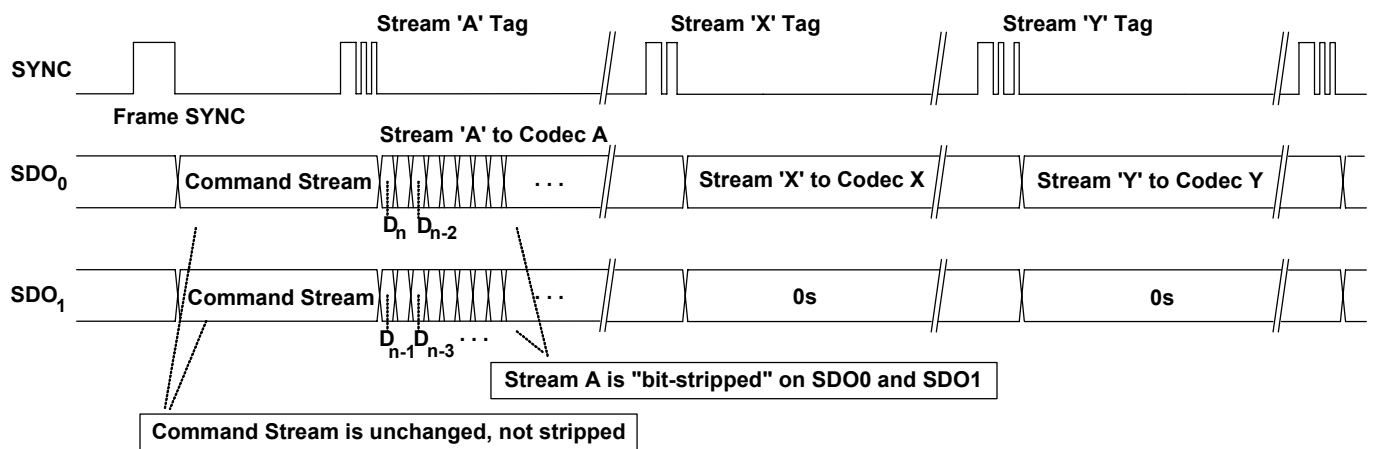 Stream 'A' Tag
Stream 'X' Tag
Stream 'Y' Tag
SYNC
Frame SYNC
Stream 'A' to Codec A
SDO0
Command Stream
. . .
Stream 'X' to Codec X
Stream 'Y' to Codec Y
Dn
Dn-2
SDO1
Command Stream
. . .
0s
0s
Dn-1
Dn-3
. . .
Stream A is "bit-stripped" on SDO0 and SDO1
Command Stream is unchanged, not stripped